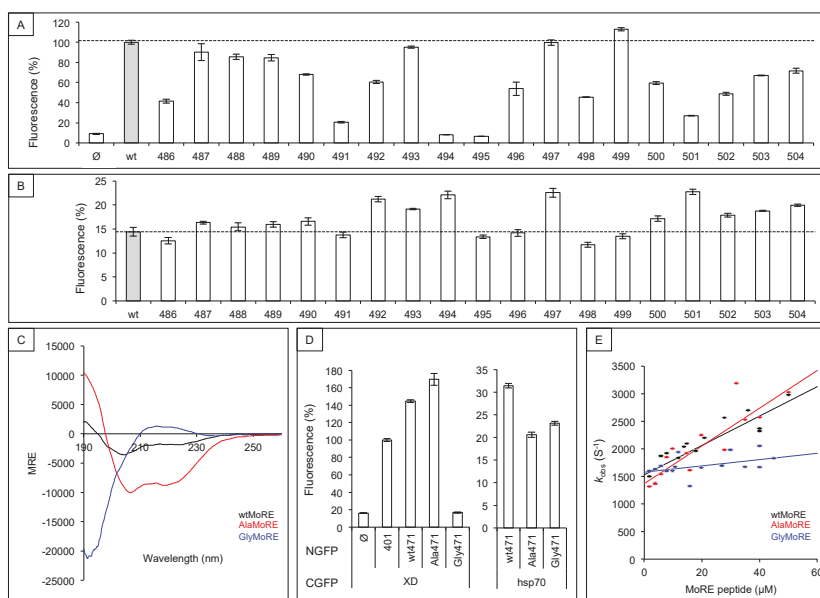 A
Fluorescence (%)
120
100
80
60
40
20
0
Ø wt 486 487 488 489 490 491 492 493 494 495 496 497 498 499 500 501 502 503 504
B
Fluorescence (%)
25
20
15
10
5
0
wt 486 487 488 489 490 491 492 493 494 495 496 497 498 499 500 501 502 503 504
C
MRE
15000
10000
5000
0
-5000
-10000
-15000
-20000
-25000
190 210 230
Wavelength (nm)
wtMoRE
AlaMoRE
GlyMoRE
D
Fluorescence (%)
180
160
140
120
100
80
60
40
20
0
35
30
25
20
15
10
5
0
NGFP
Ø 401 wt471 Ala471 Gly471 wt471 Ala471 Gly471
CGFP
XD hsp70
E
kobs (S-1)
3500
3000
2500
2000
1500
1000
0 20 40 60
MoRE peptide (µM)
wtMoRE
AlaMoRE
GlyMoRE